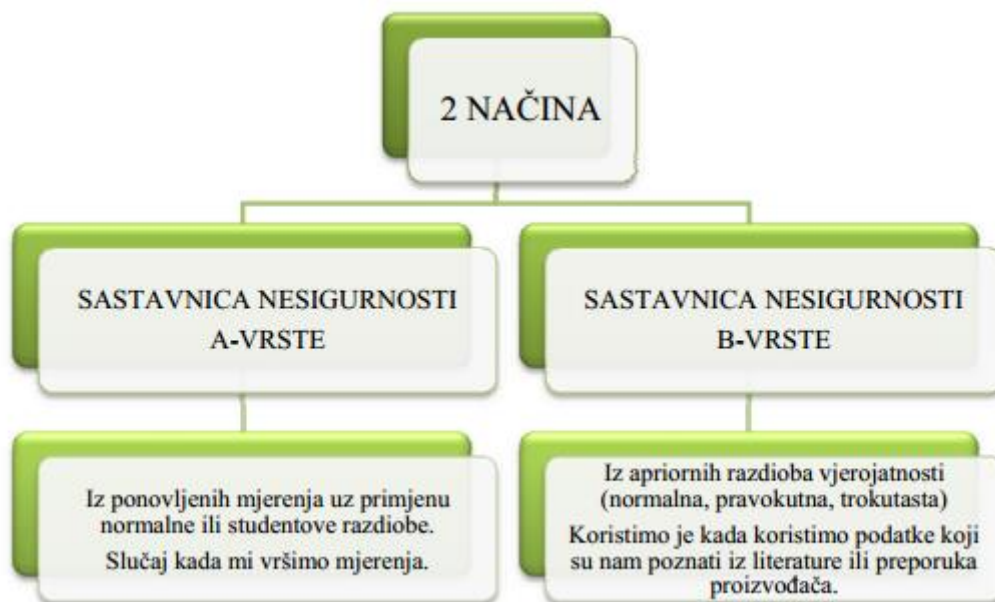 2 NAČINA
SASTAVNICA NESIGURNOSTI
A-VRSTE
SASTAVNICA NESIGURNOSTI
B-VRSTE
Iz ponovljenih mjerenja uz primjenu
normalne ili studentove razdiobe.
Slučaj kada mi vršimo mjerenja.
Iz apriornih razdioba vjerojatnosti
(normalna, pravokutna, trokutasta)
Koristimo je kada koristimo podatke koji
su nam poznati iz literature ili preporuka
proizvođača.